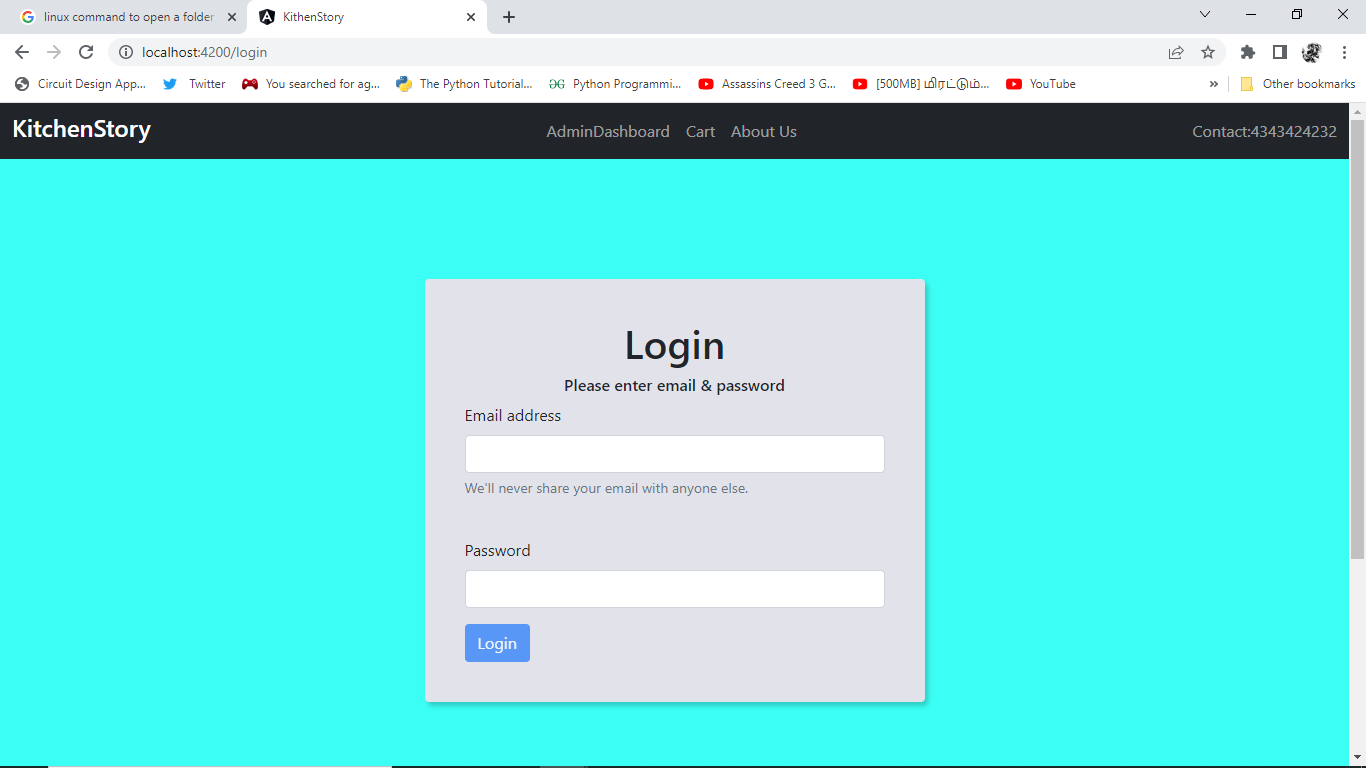 linux command to open a folder
KithenStory
localhost:4200/login
Circuit Design App... Twitter You searched for ag... The Python Tutorial... Python Programmi... Assassins Creed 3 G... [500MB] மிரட்டும்... YouTube » Other bookmarks
KitchenStory AdminDashboard Cart About Us Contact:4343424232
Login
Please enter email & password
Email address
We'll never share your email with anyone else.
Password
Login